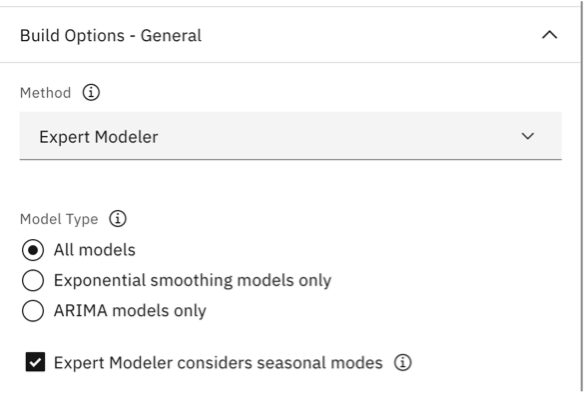 Build Options - General
Method
Expert Modeler
Model Type
All models
Exponential smoothing models only
ARIMA models only
Expert Modeler considers seasonal modes